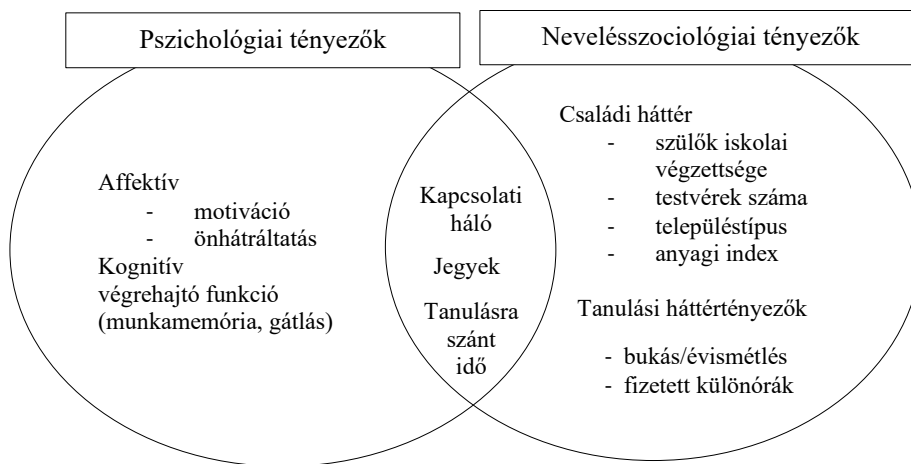 Pszichológiai tényezők
Nevelésszociológiai tényezők
Affektív
- motiváció
- önhátráltatás
Kognitív
végrehajtó funkció
(munkamemória, gátlás)
Kapcsolati
háló
Jegyek
Tanulásra
szánt
idő
Családi háttér
- szülők iskolai
végzettsége
- testvérek száma
- településtípus
- anyagi index
Tanulási háttértényezők
- bukás/évismétlés
- fizetett különórák